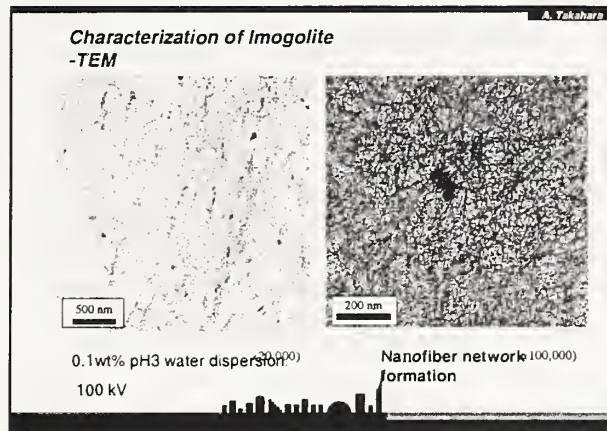 A. Takahara
Characterization of Imogolite
-TEM
500 nm
200 nm
0.1wt% pH3 water dispersion 20,000)
100 kV
Nanofiber network 100,000)
formation